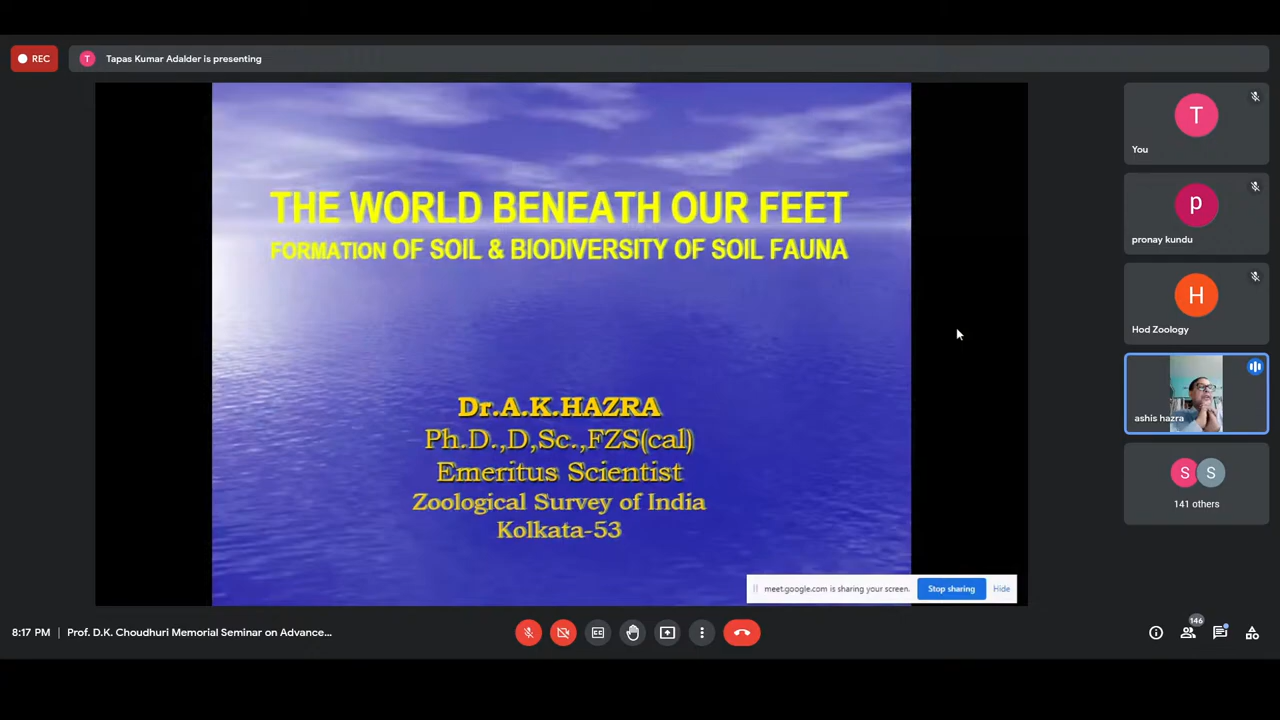 REC
T
Tapas Kumar Adalder is presenting
THE WORLD BENEATH OUR FEET
FORMATION OF SOIL & BIODIVERSITY OF SOIL FAUNA
Dr.A.K.HAZRA
Ph.D.,D,Sc.,FZS(cal)
Emeritus Scientist
Zoological Survey of India
Kolkata-53
meet.google.com is sharing your screen.
Stop sharing
Hide
T
You
p
pronay kundu
H
Hod Zoology
ashis hazra
S
S
141 others
8:17 PM
Prof. D.K. Choudhuri Memorial Seminar on Advance...
CC
146